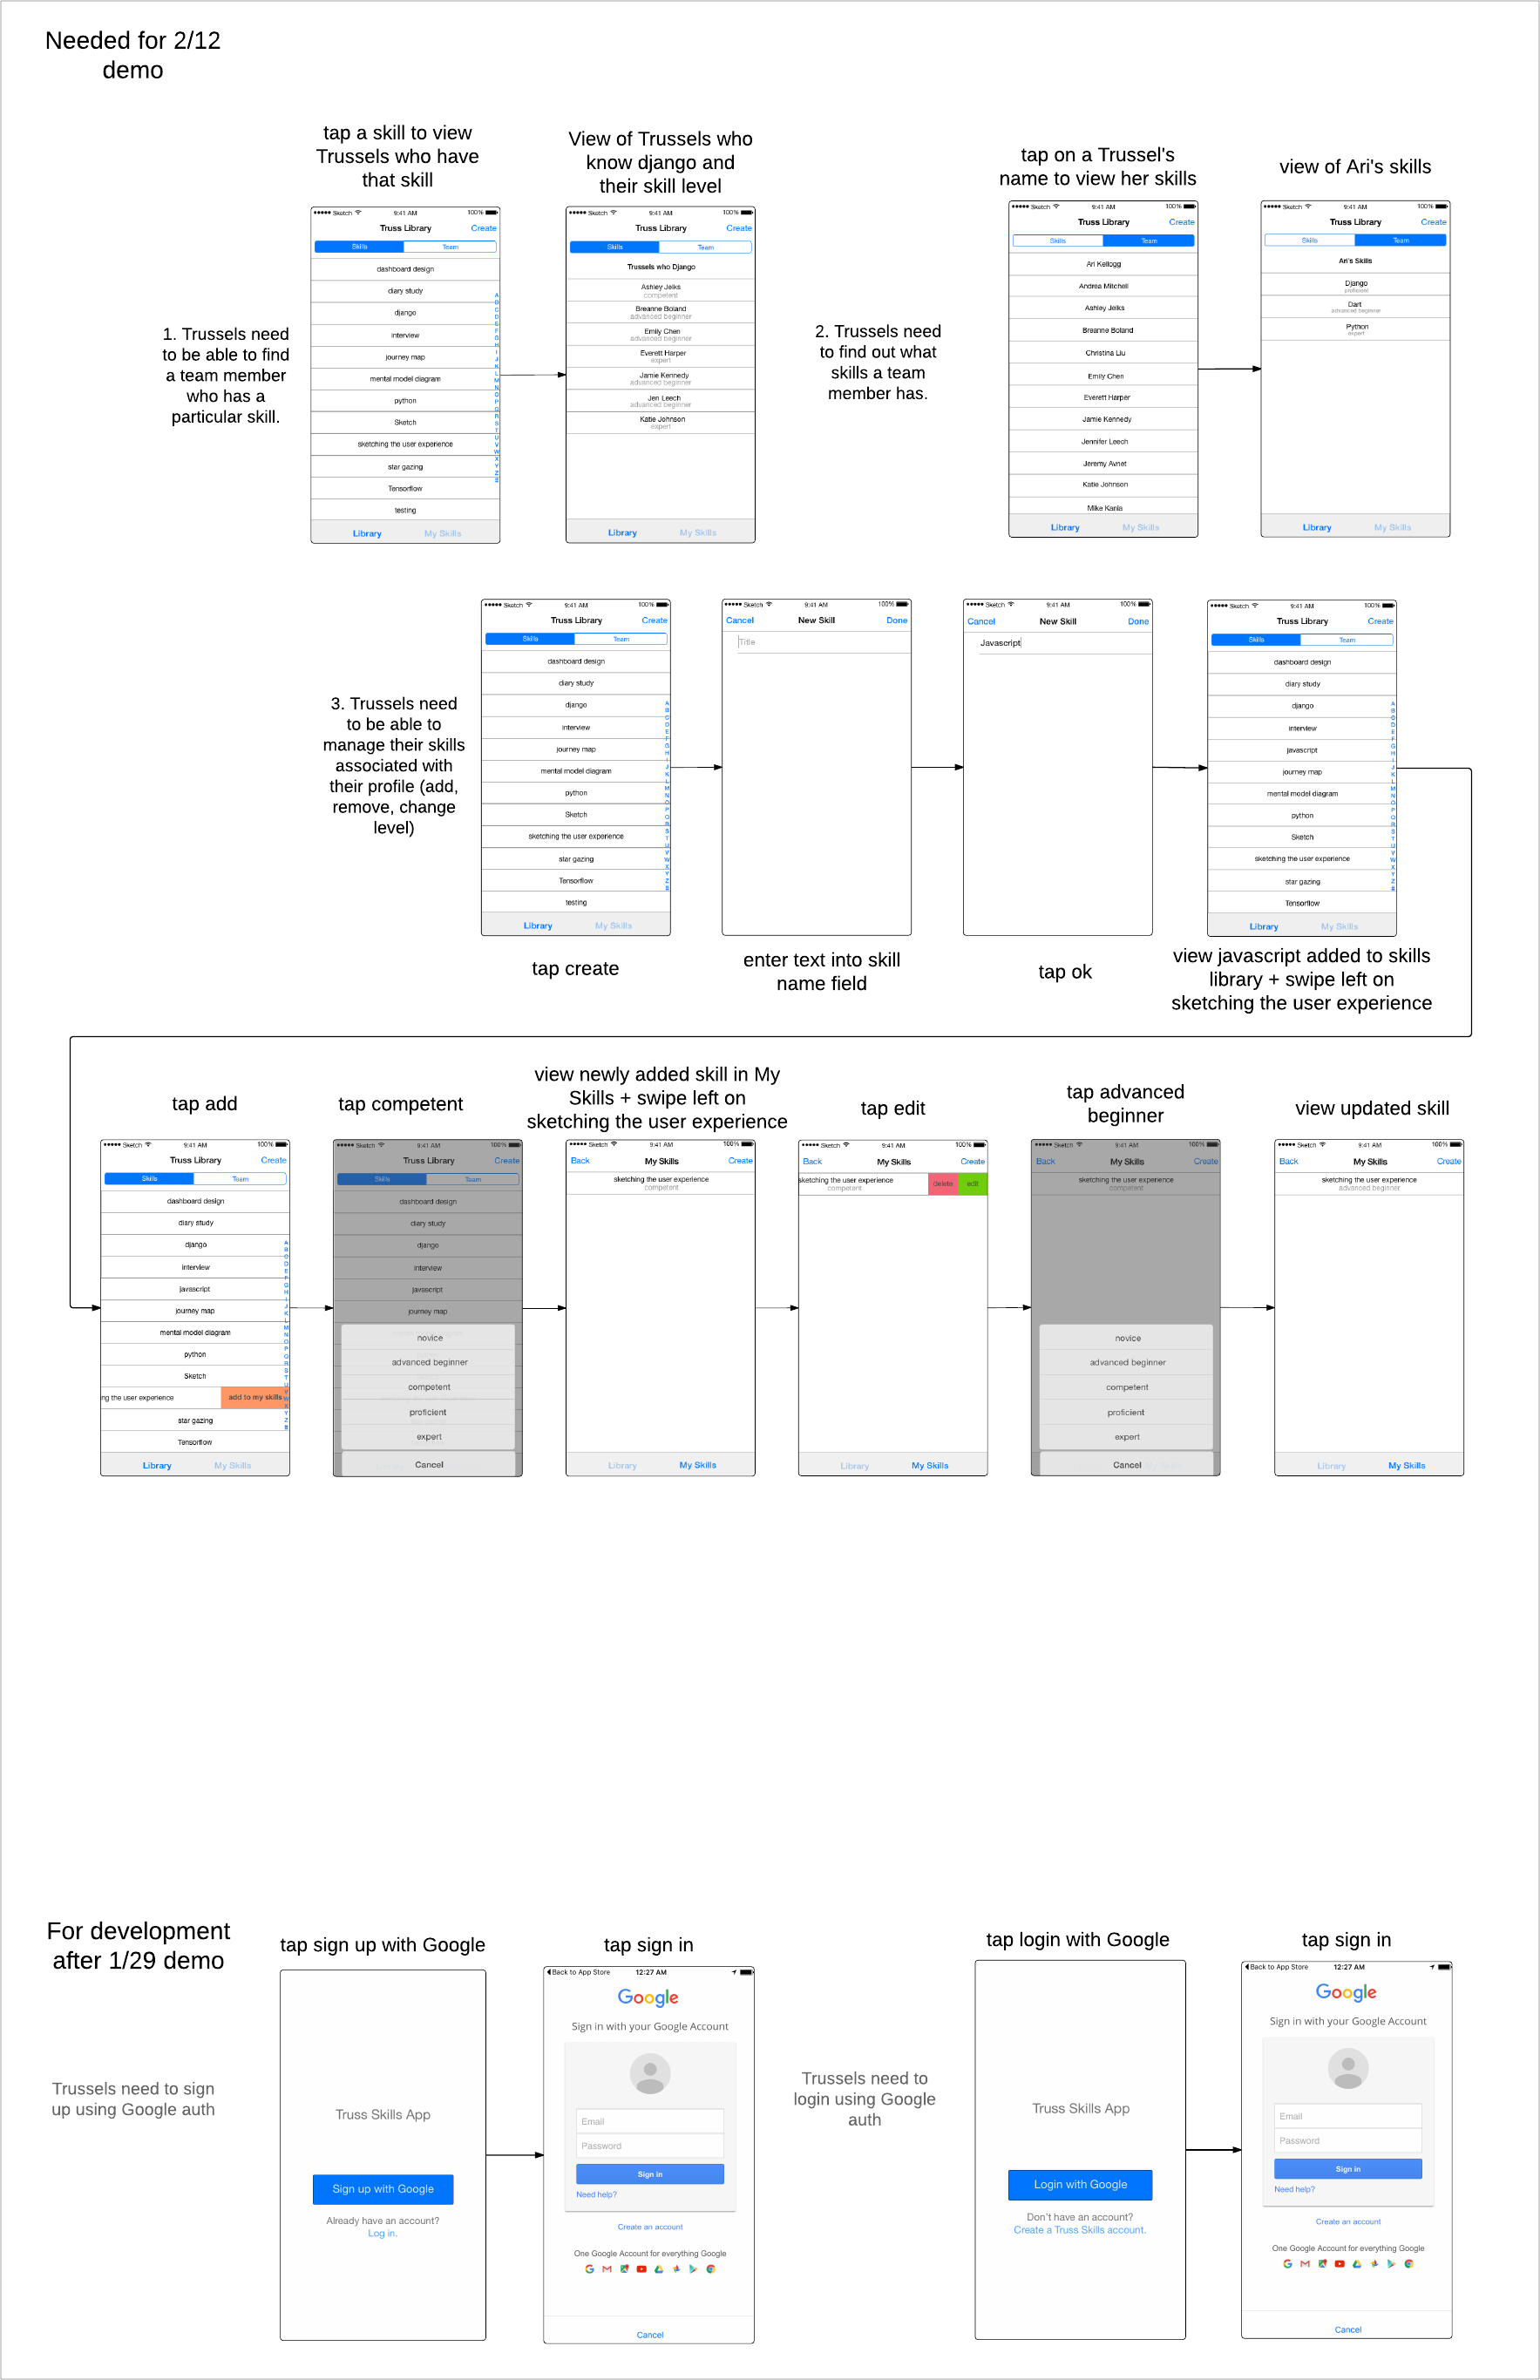 Needed for 2/12
demo
tap a skill to view
Trussels who have
that skill
View of Trussels who
know django and
their skill level
tap on a Trussel's
name to view her skills
view of Ari's skills
1. Trussels need
to be able to find
a team member
who has a
particular skill.
Sketch 9:41 AM 100%
Truss Library Create
Skills Team
dashboard design
diary study
django
interview
journey map
mental model diagram
python
Sketch
sketching the user experience
star gazing
Tensorflow
testing
Library My Skills
Sketch 9:41 AM 100%
Truss Library Create
Skills Team
Trussels who Django
Ashley Jelks
competent
Breanne Boland
advanced beginner
Emily Chen
advanced beginner
Everett Harper
expert
Jamie Kennedy
advanced beginner
Jen Leech
advanced beginner
Katie Johnson
expert
Library My Skills
2. Trussels need
to find out what
skills a team
member has.
Sketch 9:41 AM 100%
Truss Library Create
Skills Team
Ari Kellogg
Andrea Mitchell
Ashley Jelks
Breanne Boland
Christina Liu
Emily Chen
Everett Harper
Jamie Kennedy
Jennifer Leech
Jeremy Avnet
Katie Johnson
Mike Kania
Library My Skills
Sketch 9:41 AM 100%
Truss Library Create
Skills Team
Ari's Skills
Django
proficient
Dart
advanced beginner
Python
expert
Library My Skills
3. Trussels need
to be able to
manage their skills
associated with
their profile (add,
remove, change
level)
Sketch 9:41 AM 100%
Truss Library Create
Skills Team
dashboard design
diary study
django
interview
journey map
mental model diagram
python
Sketch
sketching the user experience
star gazing
Tensorflow
testing
Library My Skills
tap create
Sketch 9:41 AM 100%
Cancel New Skill Done
Title
enter text into skill
name field
Sketch 9:41 AM 100%
Cancel New Skill Done
Javascript
tap ok
Sketch 9:41 AM 100%
Truss Library Create
Skills Team
dashboard design
diary study
django
interview
javascript
journey map
mental model diagram
python
Sketch
sketching the user experience
star gazing
Tensorflow
Library My Skills
view javascript added to skills
library + swipe left on
sketching the user experience
tap add
Sketch 9:41 AM 100%
Truss Library Create
Skills Team
dashboard design
diary study
django
interview
javascript
journey map
mental model diagram
python
Sketch
ng the user experience add to my skills
star gazing
Tensorflow
Library My Skills
tap competent
Sketch 9:41 AM 100%
Truss Library Create
Skills Team
dashboard design
diary study
django
interview
javascript
journey map
novice
advanced beginner
competent
proficient
expert
Cancel
view newly added skill in My
Skills + swipe left on
sketching the user experience
Sketch 9:41 AM 100%
Back My Skills Create
sketching the user experience
competent
Library My Skills
tap edit
Sketch 9:41 AM 100%
Back My Skills Create
sketching the user experience
competent
delete edit
Library My Skills
tap advanced
beginner
Sketch 9:41 AM 100%
Back My Skills Create
sketching the user experience
competent
novice
advanced beginner
competent
proficient
expert
Cancel
view updated skill
Sketch 9:41 AM 100%
Back My Skills Create
sketching the user experience
advanced beginner
Library My Skills
For development
after 1/29 demo
Trussels need to sign
up using Google auth
tap sign up with Google
Truss Skills App
Sign up with Google
Already have an account?
Log in.
tap sign in
Back to App Store 12:27 AM
Google
Sign in with your Google Account
Email
Password
Sign in
Need help?
Create an account
One Google Account for everything Google
Cancel
Trussels need to
login using Google
auth
tap login with Google
Truss Skills App
Login with Google
Don't have an account?
Create a Truss Skills account.
tap sign in
Back to App Store 12:27 AM
Google
Sign in with your Google Account
Email
Password
Sign in
Need help?
Create an account
One Google Account for everything Google
Cancel